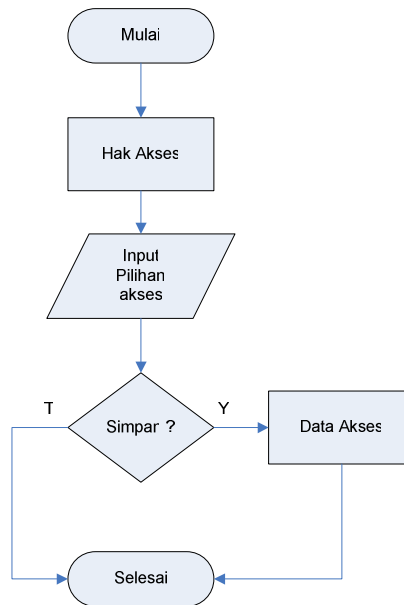 Mulai
Hak Akses
Input
Pilihan
akses
T
Simpan ?
Y
Data Akses
Selesai